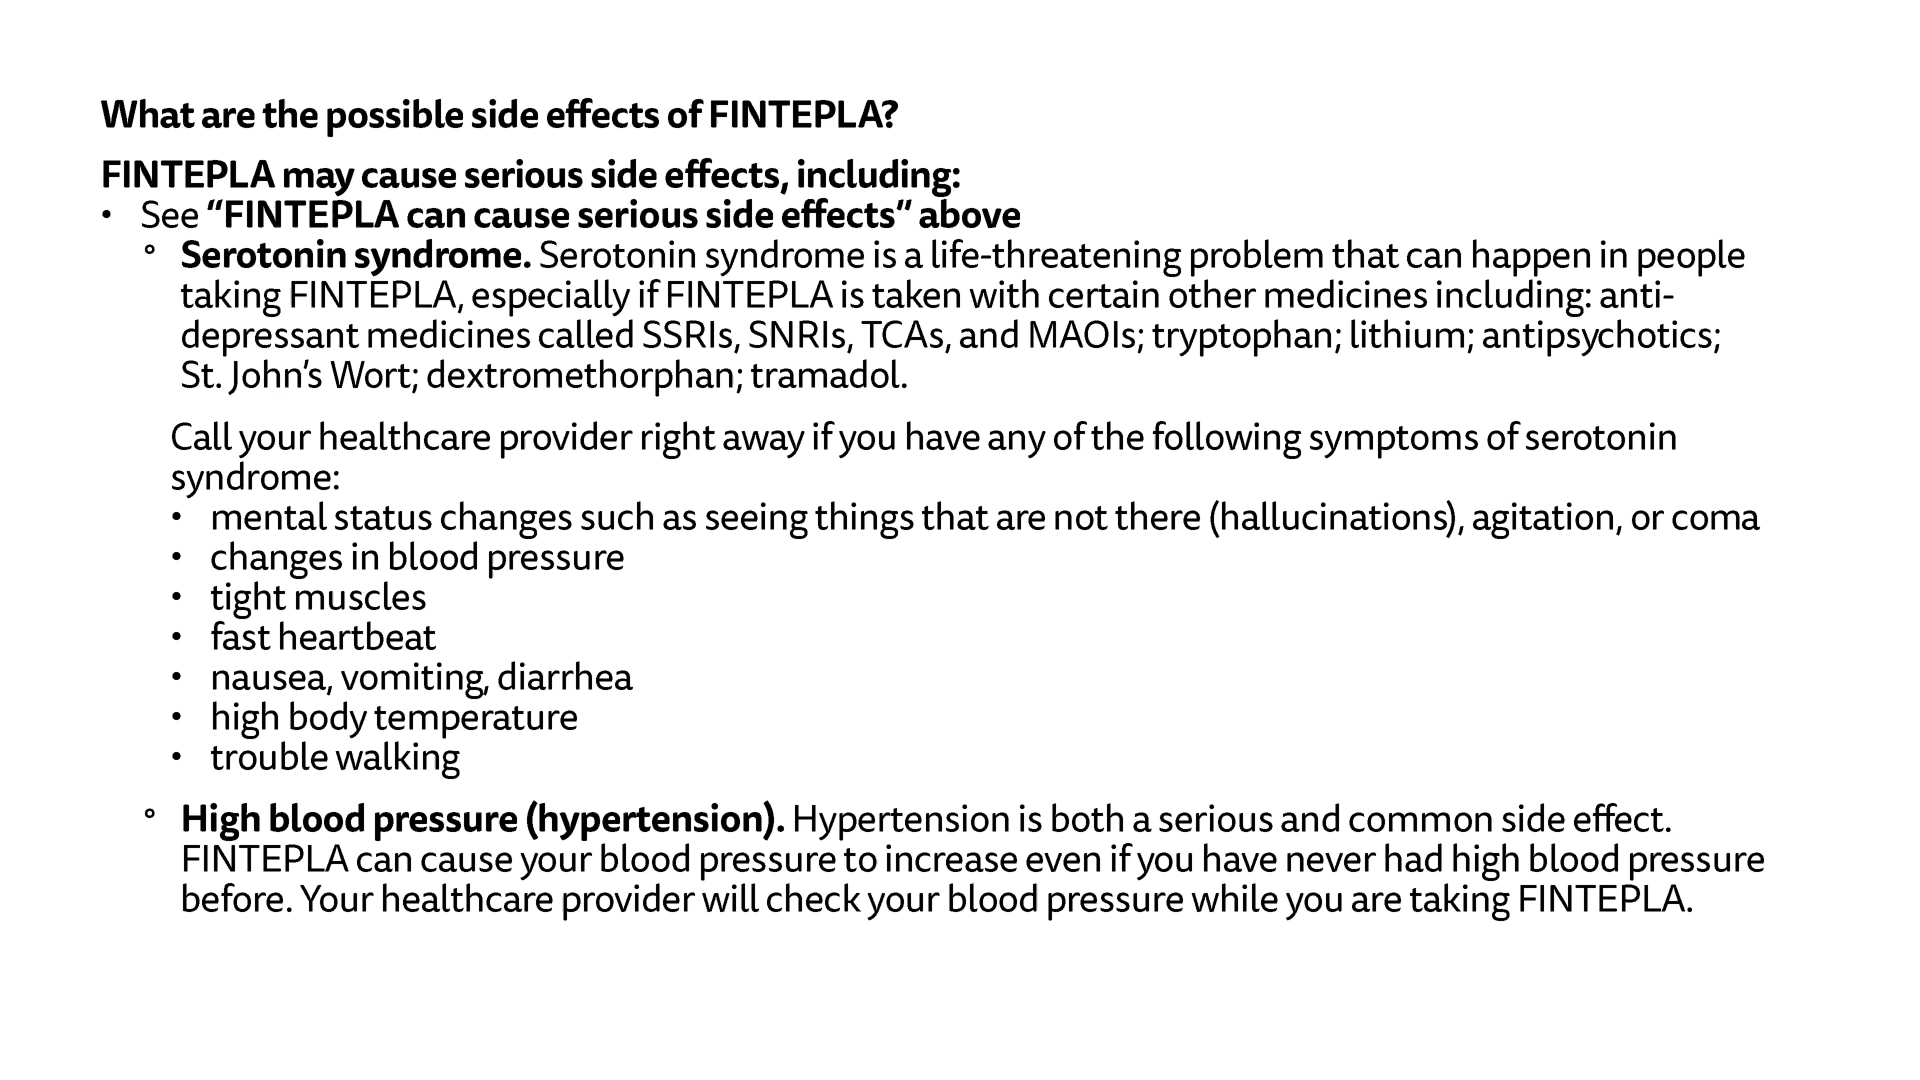 What are the possible side effects of FINTEPLA?
FINTEPLA may cause serious side effects, including:
• See “FINTEPLA can cause serious side effects” above
° Serotonin syndrome. Serotonin syndrome is a life-threatening problem that can happen in people
taking FINTEPLA, especially if FINTEPLA is taken with certain other medicines including: anti-
depressant medicines called SSRIs, SNRIs, TCAs, and MAOIs; tryptophan; lithium; antipsychotics;
St. John’s Wort; dextromethorphan; tramadol.
Call your healthcare provider right away if you have any of the following symptoms of serotonin
syndrome:
• mental status changes such as seeing things that are not there (hallucinations), agitation, or coma
• changes in blood pressure
• tight muscles
• fast heartbeat
• nausea, vomiting, diarrhea
• high body temperature
• trouble walking
° High blood pressure (hypertension). Hypertension is both a serious and common side effect.
FINTEPLA can cause your blood pressure to increase even if you have never had high blood pressure
before. Your healthcare provider will check your blood pressure while you are taking FINTEPLA.